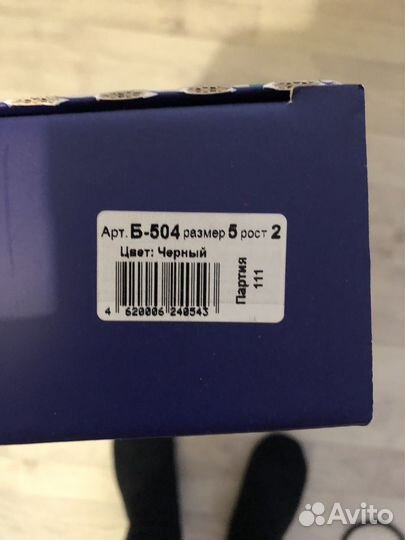 Арт. Б-504 размер 5 рост 2
Цвет: Черный
4 620006 240543
Партия
111
Avito